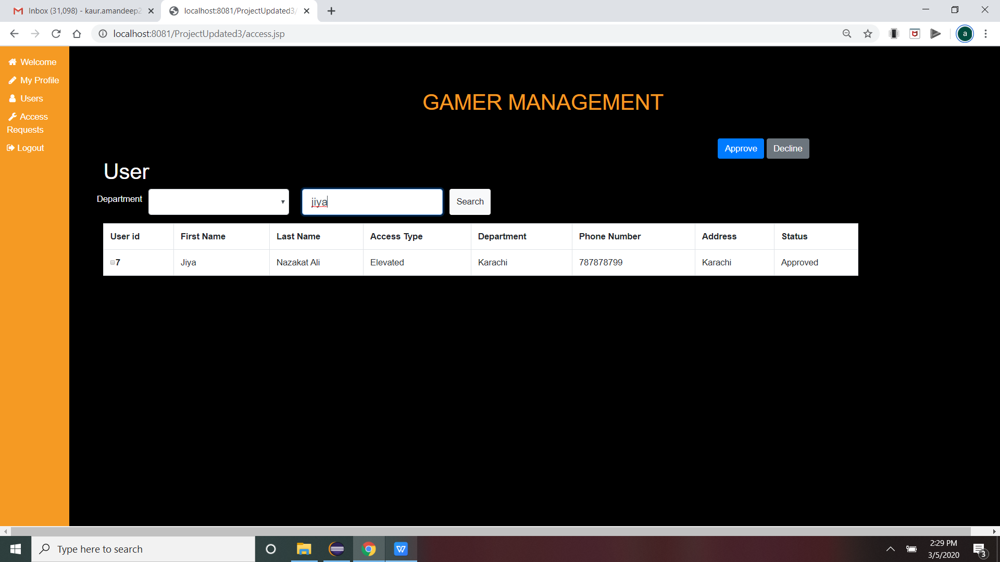 Inbox (31,098) - kaur.amandeep2
localhost:8081/ProjectUpdated3/
localhost:8081/ProjectUpdated3/access.jsp
a
Welcome
My Profile
Users
Access
Requests
Logout
GAMER MANAGEMENT
Approve Decline
User
Department jiya Search
User id First Name Last Name Access Type Department Phone Number Address Status
7 Jiya Nazakat Ali Elevated Karachi 787878799 Karachi Approved
Type here to search
2:29 PM
3/5/2020
3